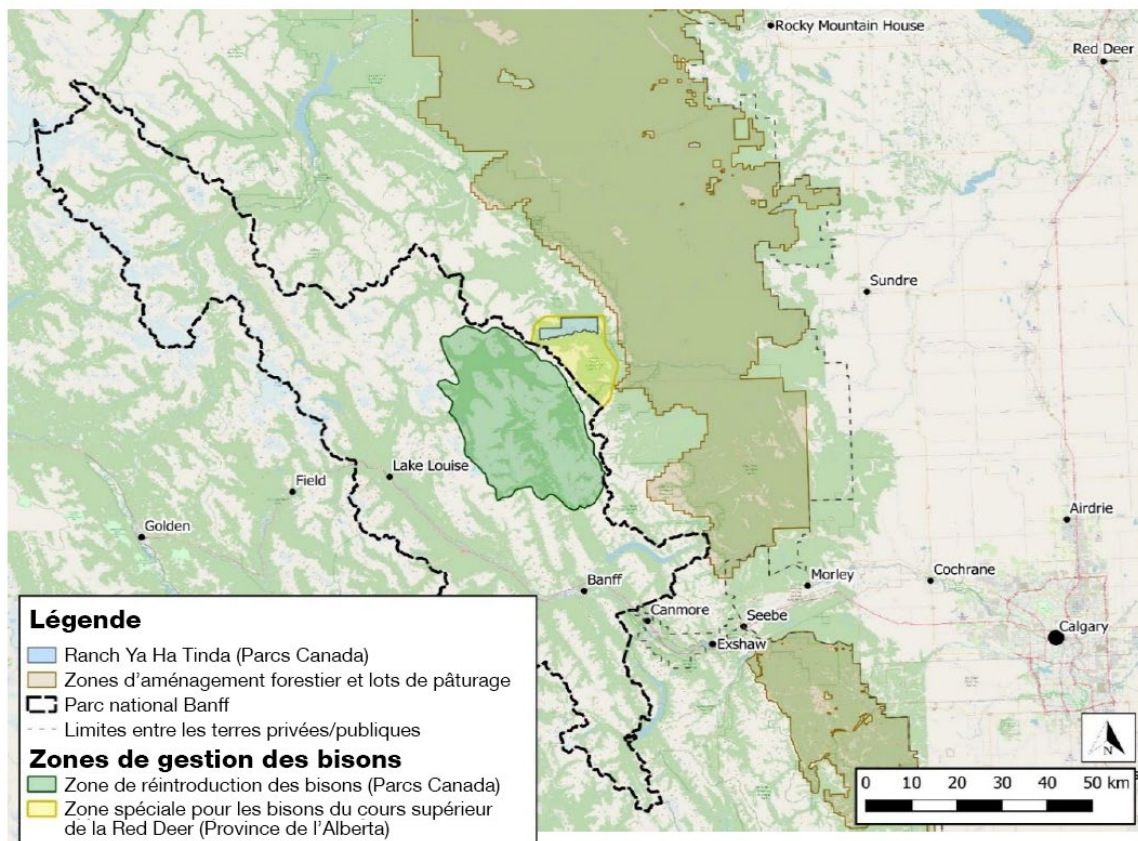 Rocky Mountain House
Red Deer
Sundre
Lake Louise
Field
Golden
Airdrie
Banff
Morley
Cochrane
Canmore
Seebe
Exshaw
Calgary
Légende
Ranch Ya Ha Tinda (Parcs Canada)
Zones d'aménagement forestier et lots de pâturage
Parc national Banff
Limites entre les terres privées/publiques
Zones de gestion des bisons
Zone de réintroduction des bisons (Parcs Canada)
Zone spéciale pour les bisons du cours supérieur
de la Red Deer (Province de l'Alberta)
N
0 10 20 30 40 50 km